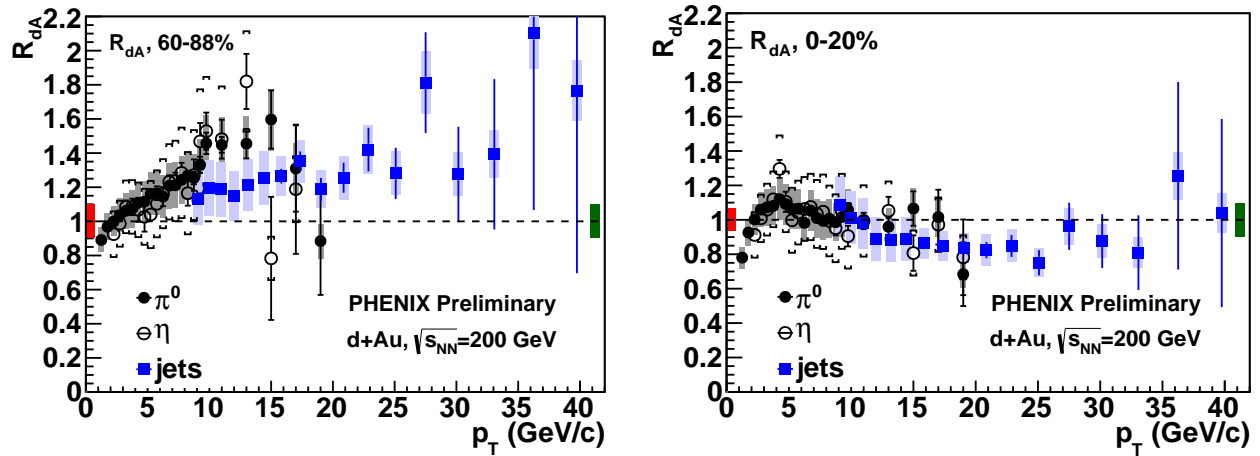 R_dA
2.2
2
1.8
1.6
1.4
1.2
1
0.8
0.6
0.4
0.2
0
R_dA, 60-88%
π⁰
η
jets
PHENIX Preliminary
d+Au, √s_NN=200 GeV
0 5 10 15 20 25 30 35 40
p_T (GeV/c)
R_dA
2.2
2
1.8
1.6
1.4
1.2
1
0.8
0.6
0.4
0.2
0
R_dA, 0-20%
π⁰
η
jets
PHENIX Preliminary
d+Au, √s_NN=200 GeV
0 5 10 15 20 25 30 35 40
p_T (GeV/c)